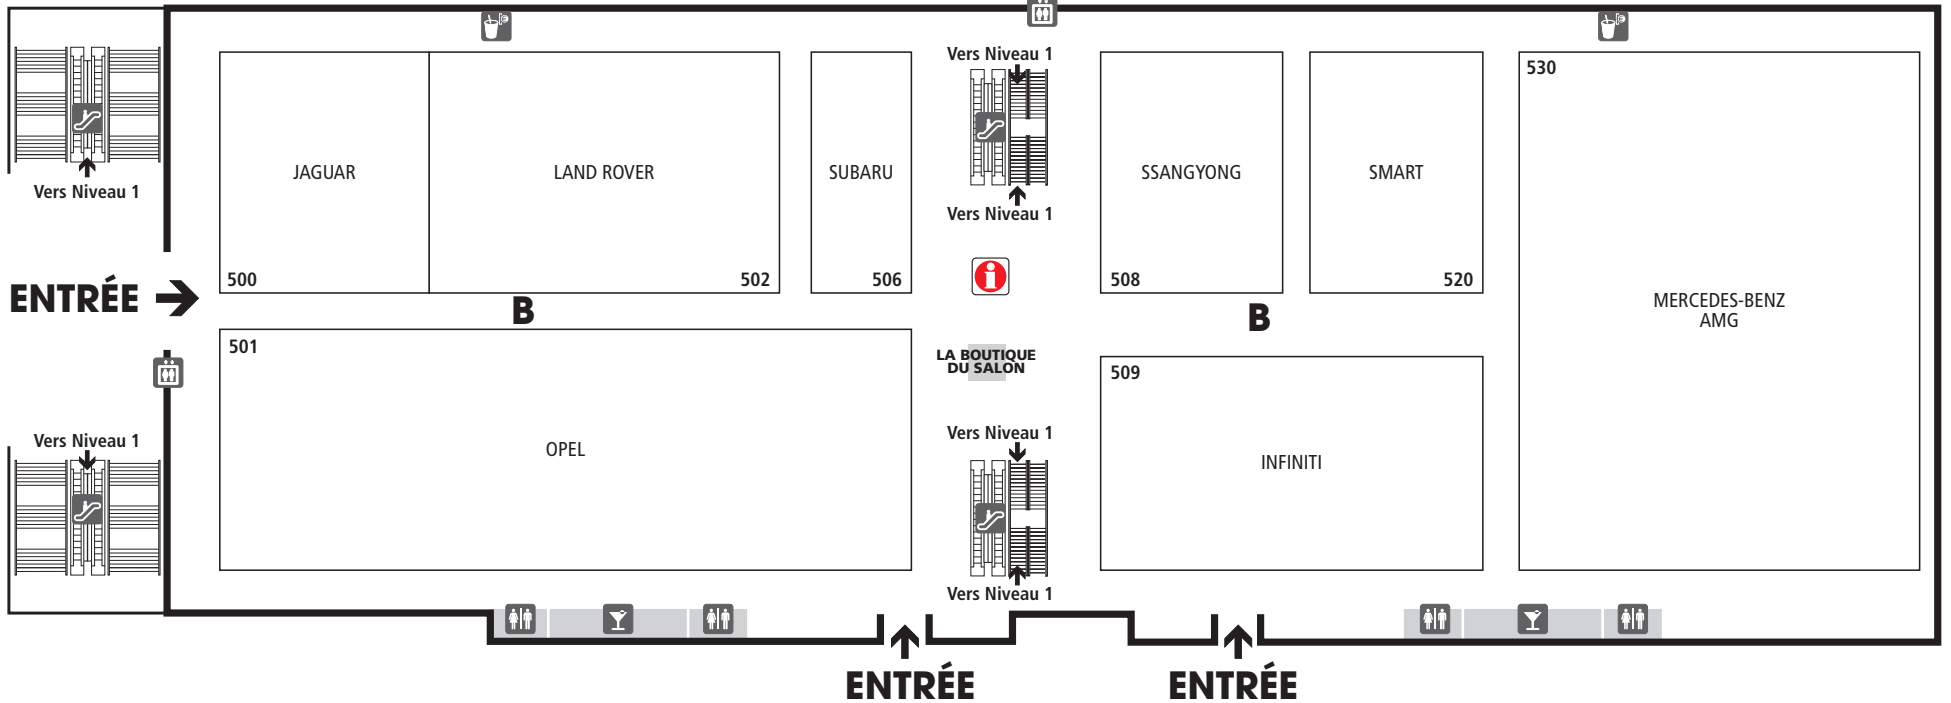 Vers Niveau 1
530
JAGUAR
LAND ROVER
SUBARU
SSANGYONG
SMART
Vers Niveau 1
Vers Niveau 1
ENTRÉE
500
502
506
508
520
B
B
MERCEDES-BENZ
AMG
501
LA BOUTIQUE
DU SALON
509
Vers Niveau 1
Vers Niveau 1
OPEL
INFINITI
Vers Niveau 1
ENTRÉE
ENTRÉE